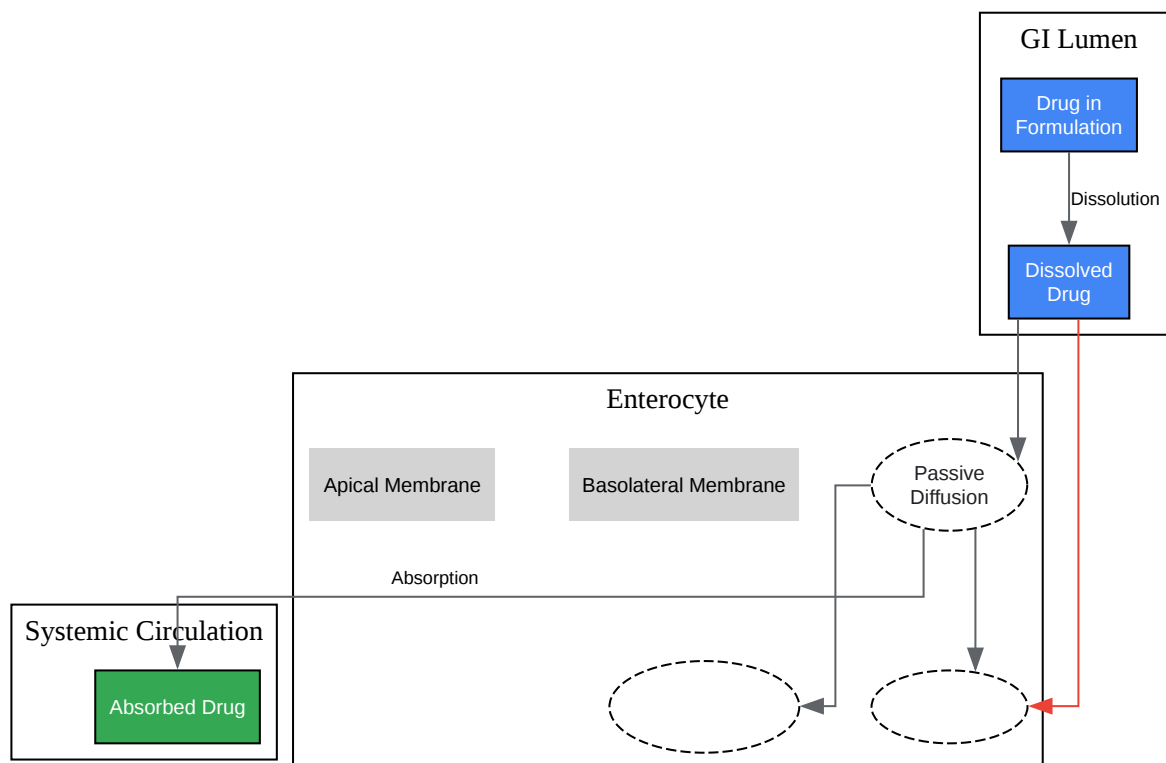 GI Lumen
Drug in
Formulation
Dissolution
Dissolved
Drug
Enterocyte
Apical Membrane
Basolateral Membrane
Passive
Diffusion
Absorption
Systemic Circulation
Absorbed Drug